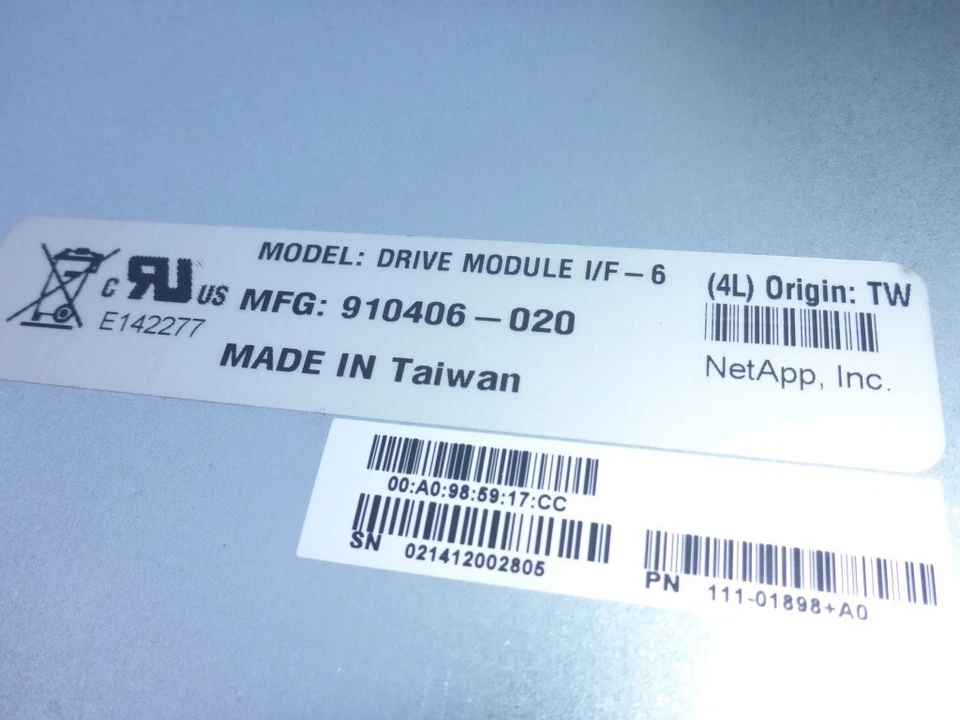 MODEL: DRIVE MODULE I/F-6
C RU US
E142277
MFG: 910406-020
MADE IN Taiwan
(4L) Origin: TW
NetApp, Inc.
00:A0:98:59:17:CC
SN 021412002805
PN 111-01898+A0